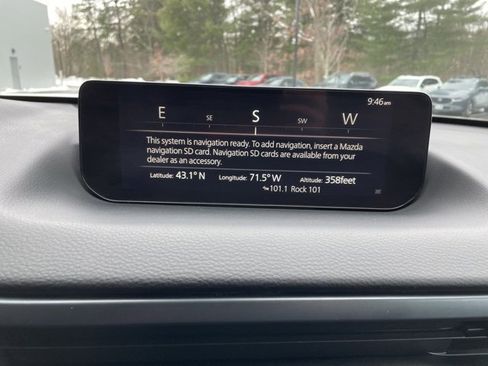 9:46am
E SE S SW W
This system is navigation ready. To add navigation, insert a Mazda
navigation SD card. Navigation SD cards are available from your
dealer as an accessory.
Latitude: 43.1° N Longitude: 71.5° W Altitude: 358feet
101.1 Rock 101